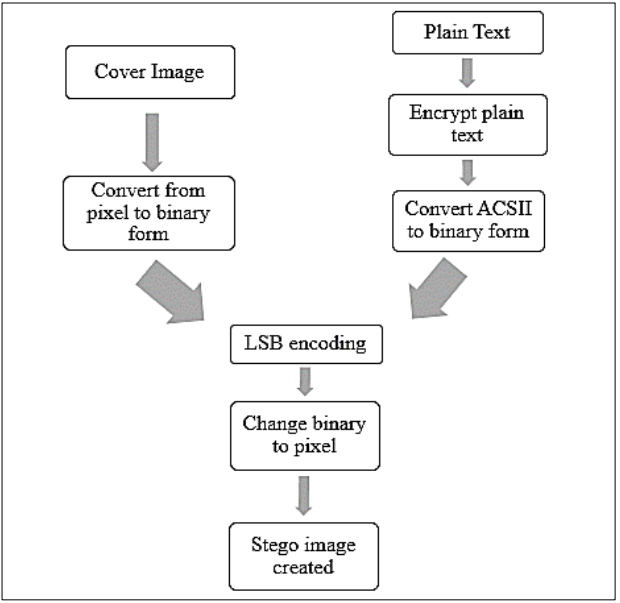 Cover Image
Convert from
pixel to binary
form
Plain Text
Encrypt plain
text
Convert ACSII
to binary form
LSB encoding
Change binary
to pixel
Stego image
created